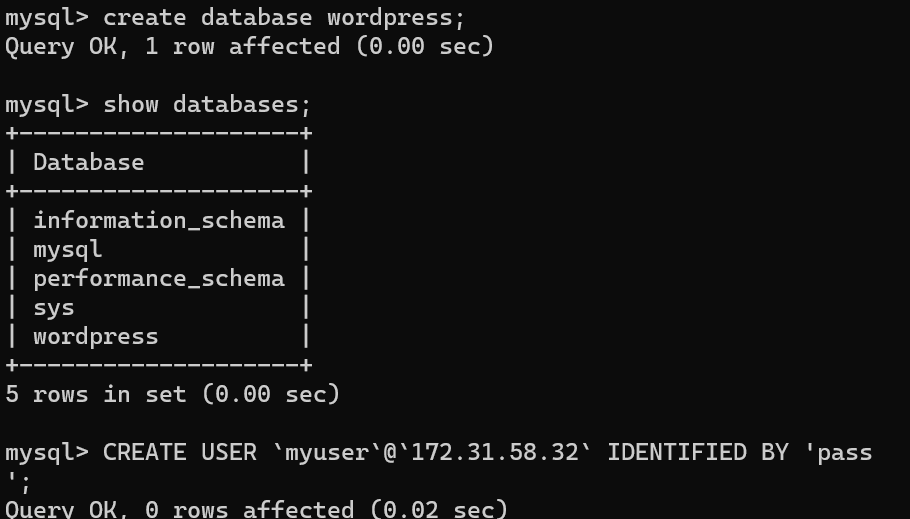 mysql> create database wordpress;
Query OK, 1 row affected (0.00 sec)
mysql> show databases;
+--------------------+
| Database           |
+--------------------+
| information_schema |
| mysql              |
| performance_schema |
| sys                |
| wordpress          |
+--------------------+
5 rows in set (0.00 sec)
mysql> CREATE USER `myuser`@`172.31.58.32` IDENTIFIED BY 'pass
';
Query OK, 0 rows affected (0.02 sec)